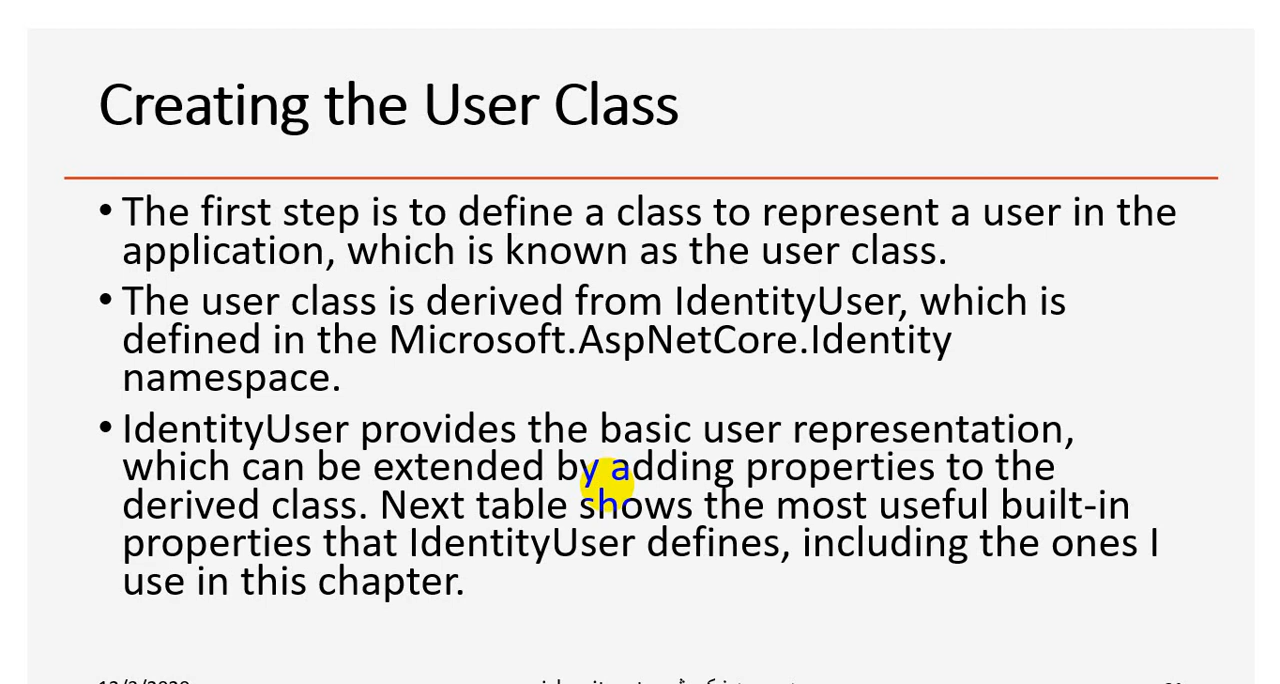 Creating the User Class
• The first step is to define a class to represent a user in the
application, which is known as the user class.
• The user class is derived from IdentityUser, which is
defined in the Microsoft.AspNetCore.Identity
namespace.
• IdentityUser provides the basic user representation,
which can be extended by adding properties to the
derived class. Next table shows the most useful built-in
properties that IdentityUser defines, including the ones I
use in this chapter.